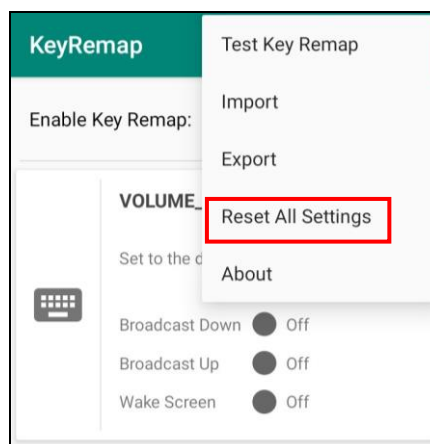 KeyRemap
Test Key Remap
Import
Enable Key Remap:
Export
VOLUME_
Reset All Settings
Set to the d
About
Broadcast Down Off
Broadcast Up Off
Wake Screen Off